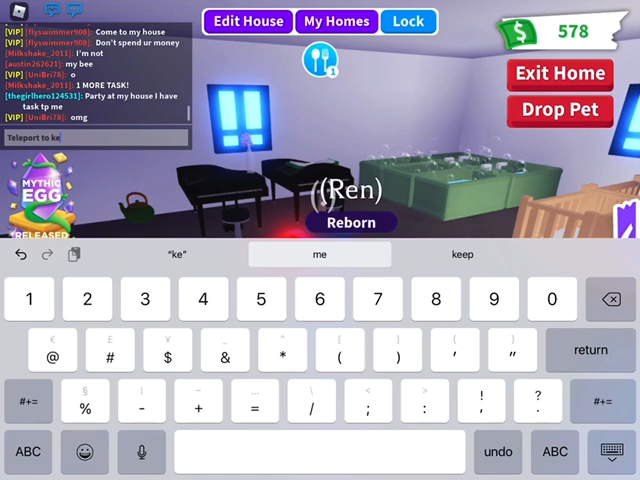 Edit House
My Homes
Lock
578
Exit Home
Drop Pet
[VIP] [flyswimmer908]: Come to my house
[VIP] [flyswimmer908]: Don't spend ur money
[Milkshake_2011]: I'm not
[austin262621]: my bee
[VIP] [UniBri78]: o
[Milkshake_2011]: 1 MORE TASK!
[thegirlhero124531]: Party at my house I have
task tp me
[VIP] [UniBri78]: omg
Teleport to ke
1
MYTHIC
EGG
RELEASED
(Ren)
Reborn
“ke”
me
keep
1 2 3 4 5 6 7 8 9 0
€ £ ¥ _ ^ [ ] { }
@ # $ & * ( ) ’ ” return
§ | ~ … \ < > ! ?
#+= % - + = / ; : , . #+=
ABC undo ABC